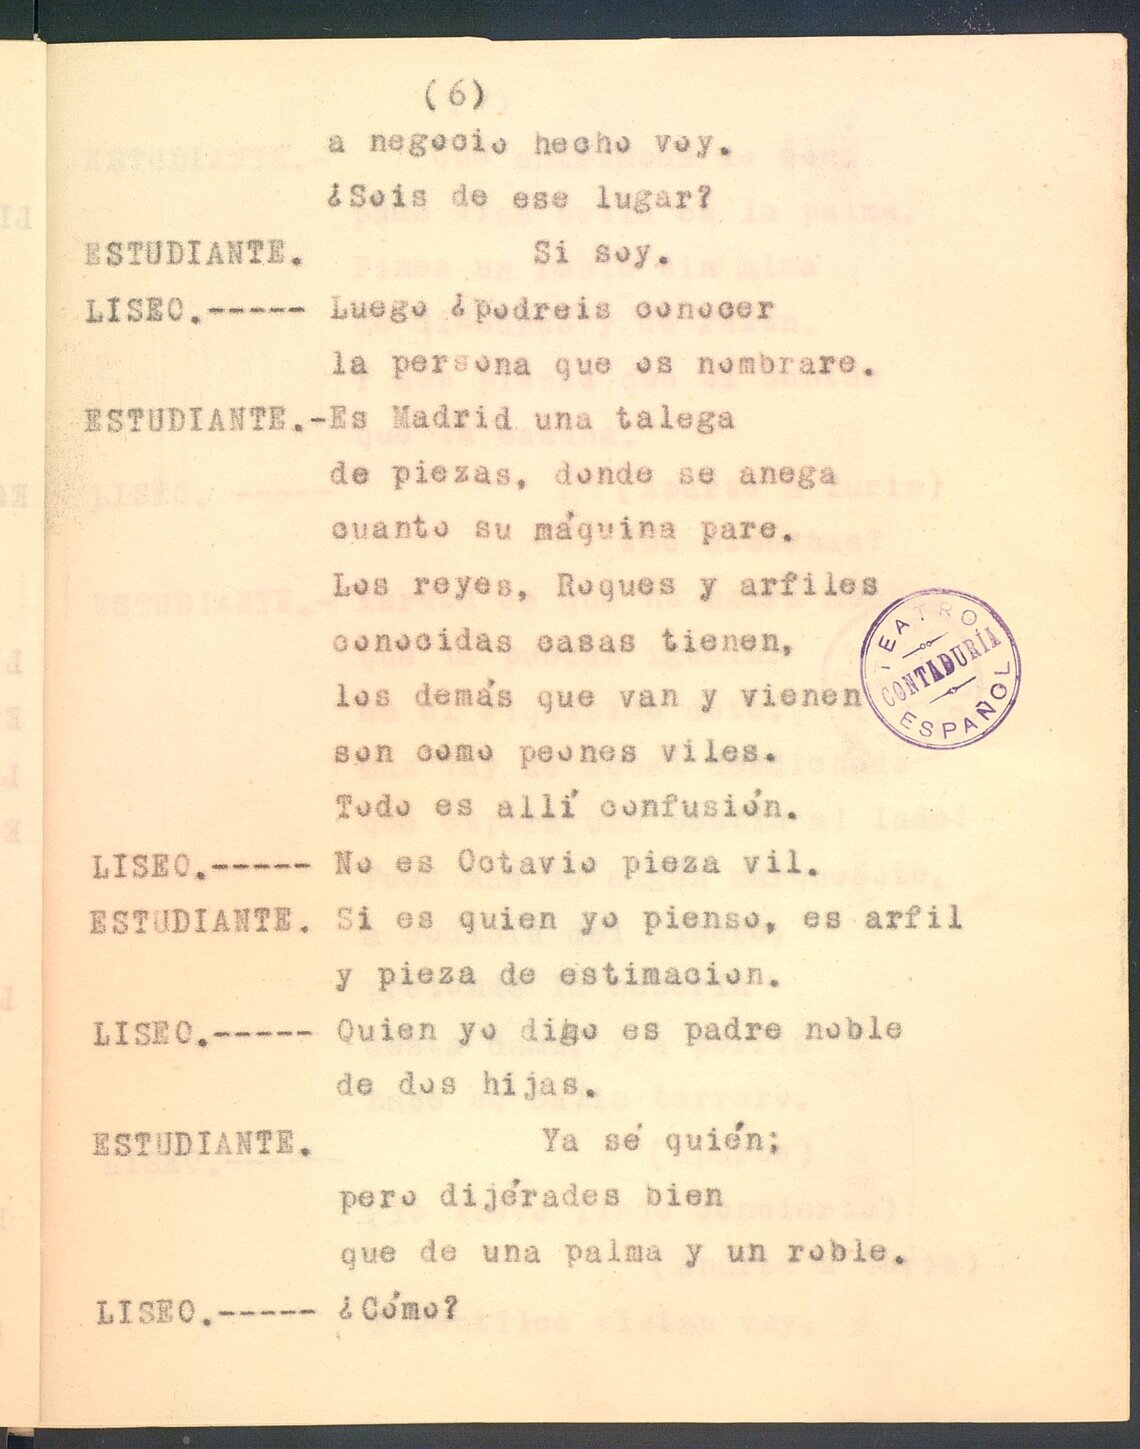 (6)
a negocio hecho voy.
¿Sois de ese lugar?
ESTUDIANTE. Si soy.
LISEO.----- Luego ¿podreis conocer
la persona que os nombrare.
ESTUDIANTE.-Es Madrid una talega
de piezas, donde se anega
cuanto su máquina pare.
Los reyes, Roques y arfiles
conocidas casas tienen,
los demás que van y vienen
son como peones viles.
Todo es allí confusión.
LISEO.----- No es Octavio pieza vil.
ESTUDIANTE. Si es quien yo pienso, es arfil
y pieza de estimacion.
LISEO.----- Quien yo digo es padre noble
de dos hijas.
ESTUDIANTE. Ya sé quién;
pero dijérades bien
que de una palma y un roble.
LISEO.----- ¿Cómo?
TEATRO
CONTADURÍA
ESPAÑOL